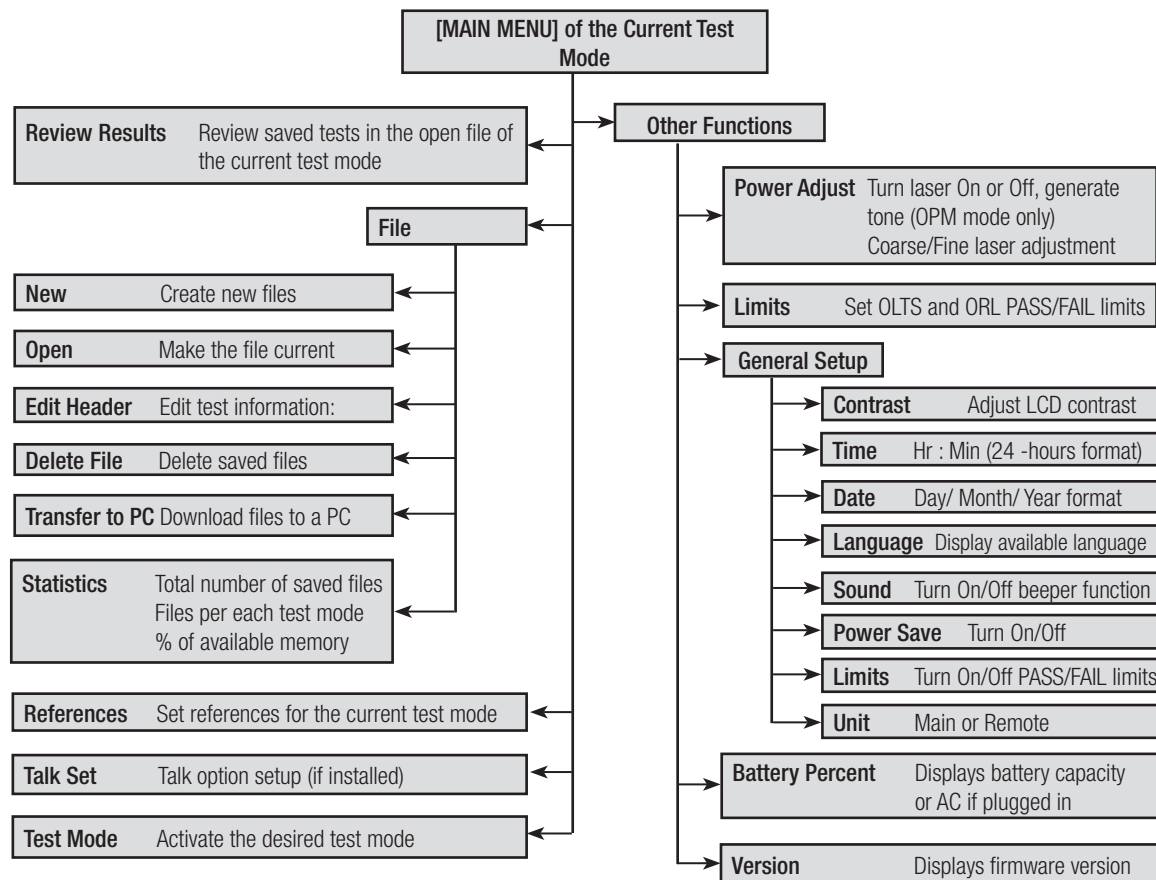 [MAIN MENU] of the Current Test
Mode
Review Results Review saved tests in the open file of
the current test mode
File
New Create new files
Open Make the file current
Edit Header Edit test information:
Delete File Delete saved files
Transfer to PC Download files to a PC
Statistics Total number of saved files
Files per each test mode
% of available memory
References Set references for the current test mode
Talk Set Talk option setup (if installed)
Test Mode Activate the desired test mode
Other Functions
Power Adjust Turn laser On or Off, generate
tone (OPM mode only)
Coarse/Fine laser adjustment
Limits Set OLTS and ORL PASS/FAIL limits
General Setup
Contrast Adjust LCD contrast
Time Hr : Min (24 -hours format)
Date Day/ Month/ Year format
Language Display available language
Sound Turn On/Off beeper function
Power Save Turn On/Off
Limits Turn On/Off PASS/FAIL limits
Unit Main or Remote
Battery Percent Displays battery capacity
or AC if plugged in
Version Displays firmware version